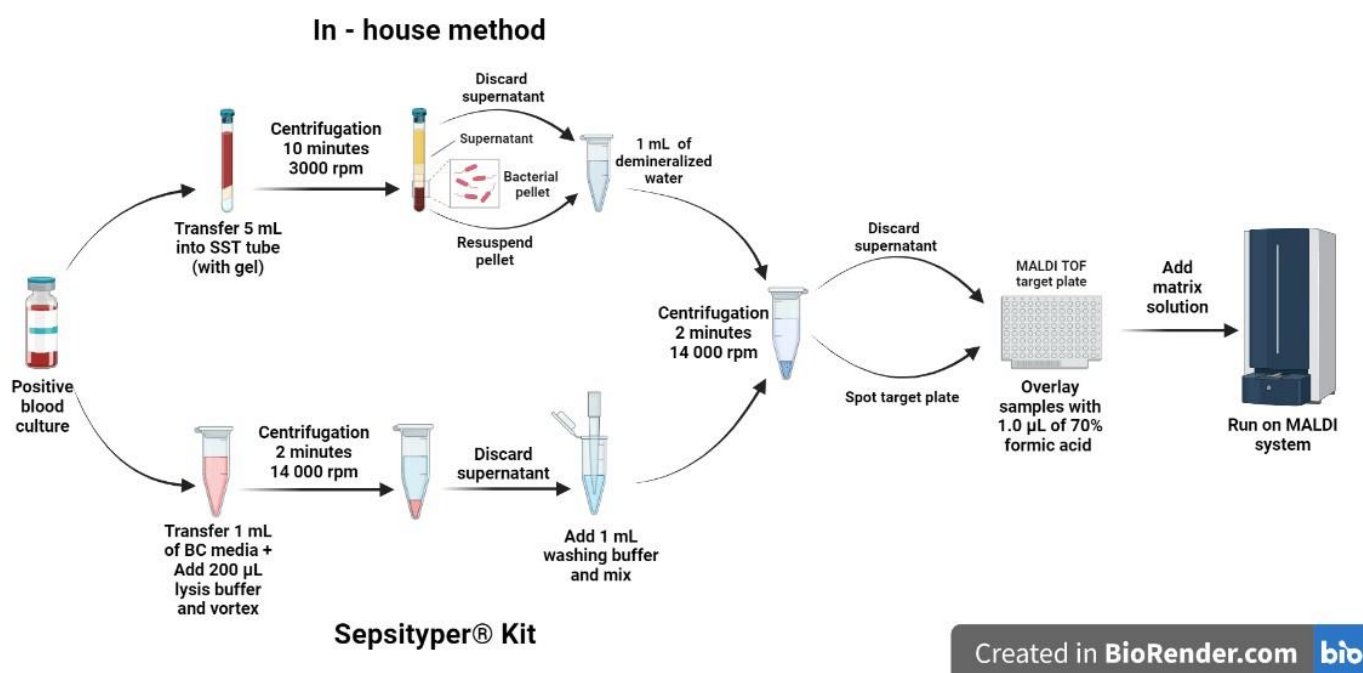 In - house method
Discard
supernatant
Centrifugation
10 minutes
3000 rpm
Supernatant
Bacterial
pellet
1 mL of
demineralized
water
Transfer 5 mL
into SST tube
(with gel)
Resuspend
pellet
Positive
blood
culture
Centrifugation
2 minutes
14 000 rpm
Discard
supernatant
Transfer 1 mL
of BC media +
Add 200 µL
lysis buffer
and vortex
Add 1 mL
washing buffer
and mix
Sepsityper® Kit
Centrifugation
2 minutes
14 000 rpm
Discard
supernatant
Spot target plate
MALDI TOF
target plate
Overlay
samples with
1.0 µL of 70%
formic acid
Add
matrix
solution
Run on MALDI
system
Created in BioRender.com bio